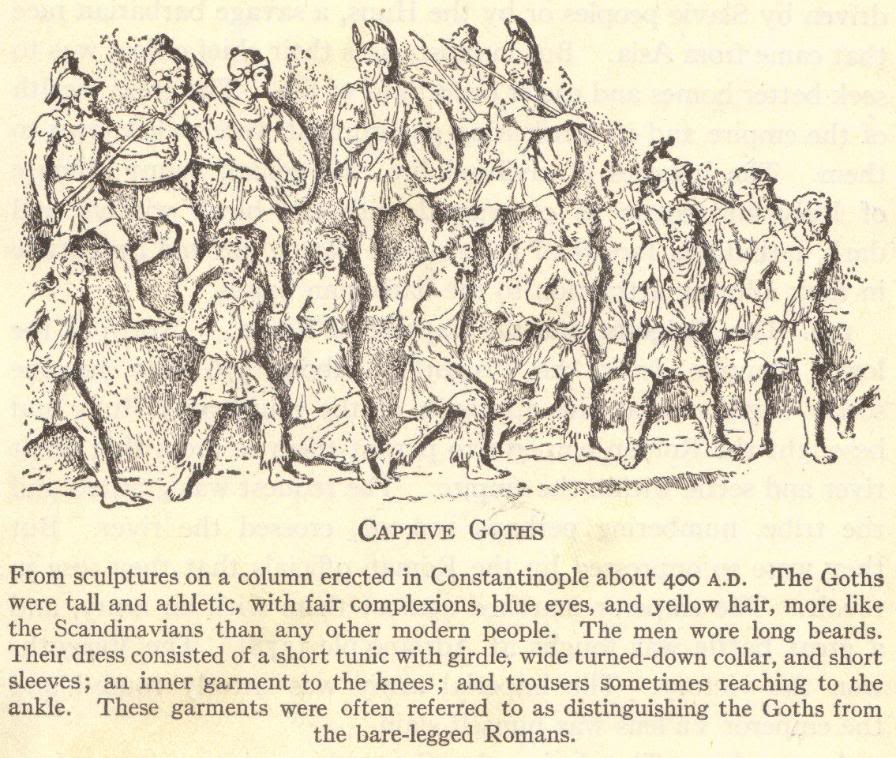 CAPTIVE GOTHS
From sculptures on a column erected in Constantinople about 400 A.D. The Goths
were tall and athletic, with fair complexions, blue eyes, and yellow hair, more like
the Scandinavians than any other modern people. The men wore long beards.
Their dress consisted of a short tunic with girdle, wide turned-down collar, and short
sleeves; an inner garment to the knees; and trousers sometimes reaching to the
ankle. These garments were often referred to as distinguishing the Goths from
the bare-legged Romans.